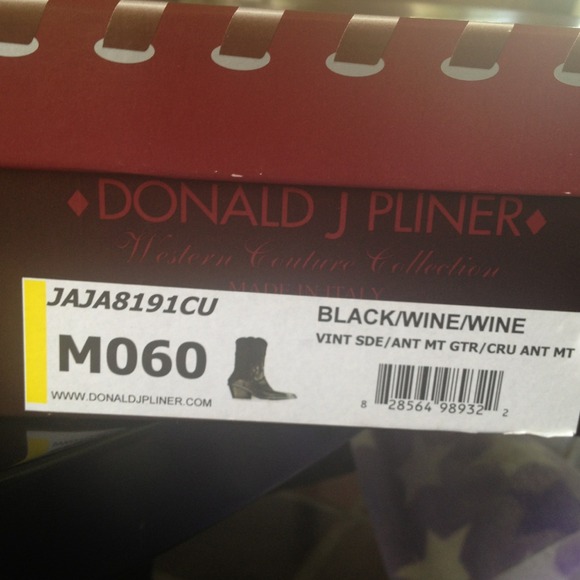 ♦DONALD J PLINER♦
Western Couture Collection
MADE IN ITALY
JAJA8191CU
M060
WWW.DONALDJPLINER.COM
BLACK/WINE/WINE
VINT SDE/ANT MT GTR/CRU ANT MT
8 28564 98932 2